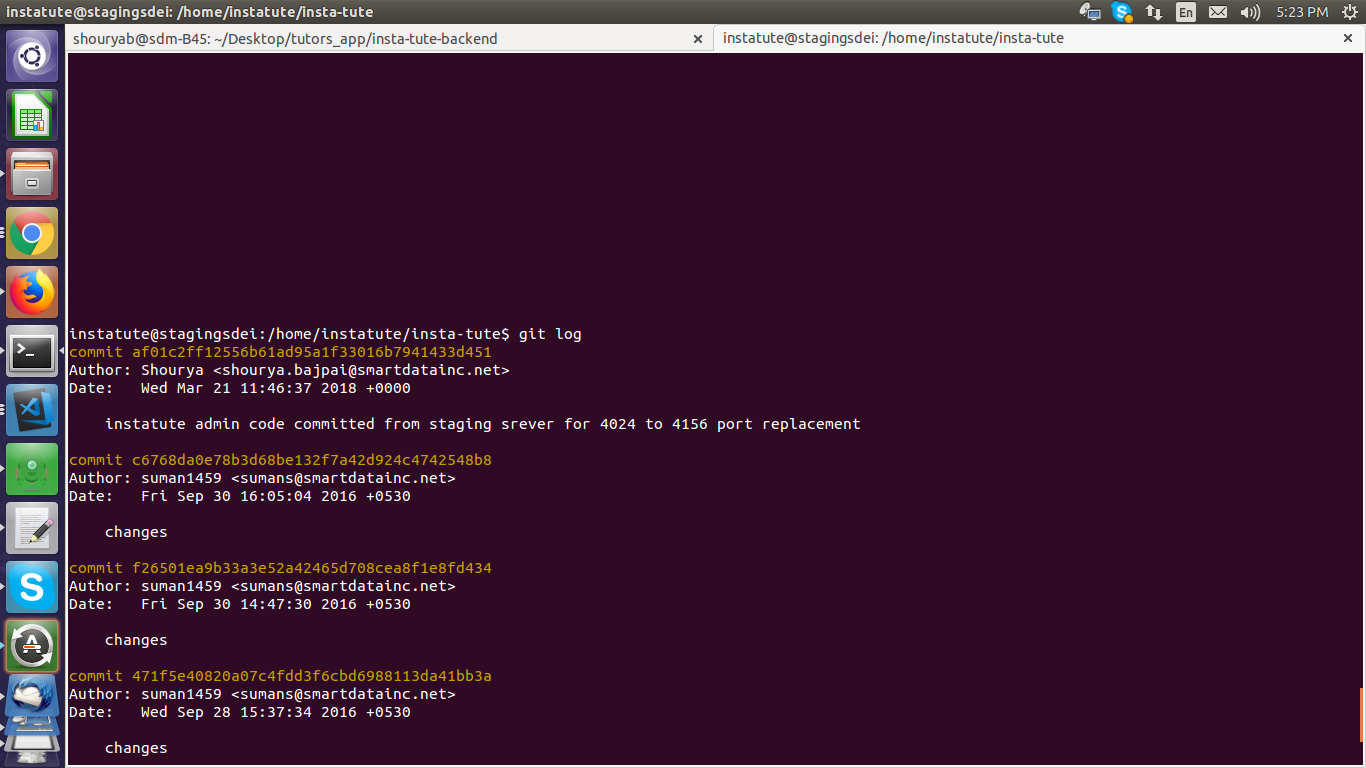 instatute@stagingsdei: /home/instatute/insta-tute
En
5:23 PM
shouryab@sdm-B45: ~/Desktop/tutors_app/insta-tute-backend
instatute@stagingsdei: /home/instatute/insta-tute
instatute@stagingsdei:/home/instatute/insta-tute$ git log
commit af01c2ff12556b61ad95a1f33016b7941433d451
Author: Shourya <shourya.bajpai@smartdatainc.net>
Date:   Wed Mar 21 11:46:37 2018 +0000
instatute admin code committed from staging srever for 4024 to 4156 port replacement
commit c6768da0e78b3d68be132f7a42d924c4742548b8
Author: suman1459 <sumans@smartdatainc.net>
Date:   Fri Sep 30 16:05:04 2016 +0530
changes
commit f26501ea9b33a3e52a42465d708cea8f1e8fd434
Author: suman1459 <sumans@smartdatainc.net>
Date:   Fri Sep 30 14:47:30 2016 +0530
changes
commit 471f5e40820a07c4fdd3f6cbd6988113da41bb3a
Author: suman1459 <sumans@smartdatainc.net>
Date:   Wed Sep 28 15:37:34 2016 +0530
changes